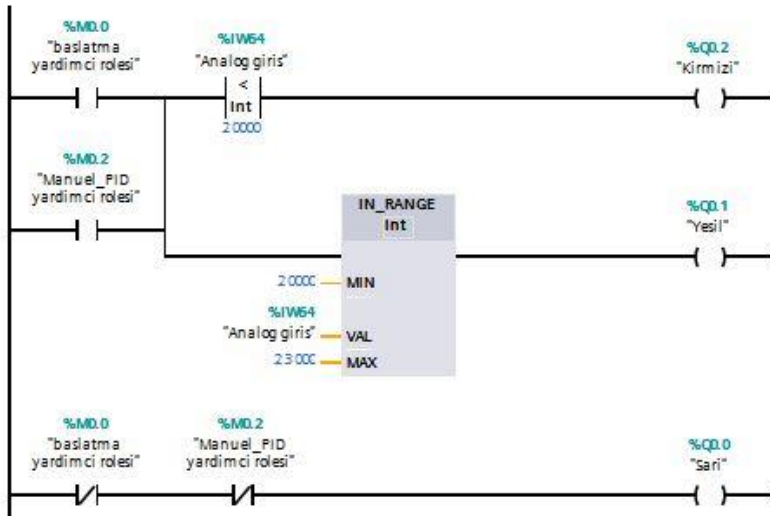 %M0.0
"baslatma
yardimci rolesi"
%IW64
"Analog giris"
<
Int
20000
%Q0.2
"Kirmizi"
%M0.2
"Manuel_PID
yardimci rolesi"
IN_RANGE
Int
%Q0.1
"Yesil"
20000
MIN
%IW64
"Analog giris"
VAL
23000
MAX
%M0.0
"baslatma
yardimci rolesi"
%M0.2
"Manuel_PID
yardimci rolesi"
%Q0.0
"Sari"